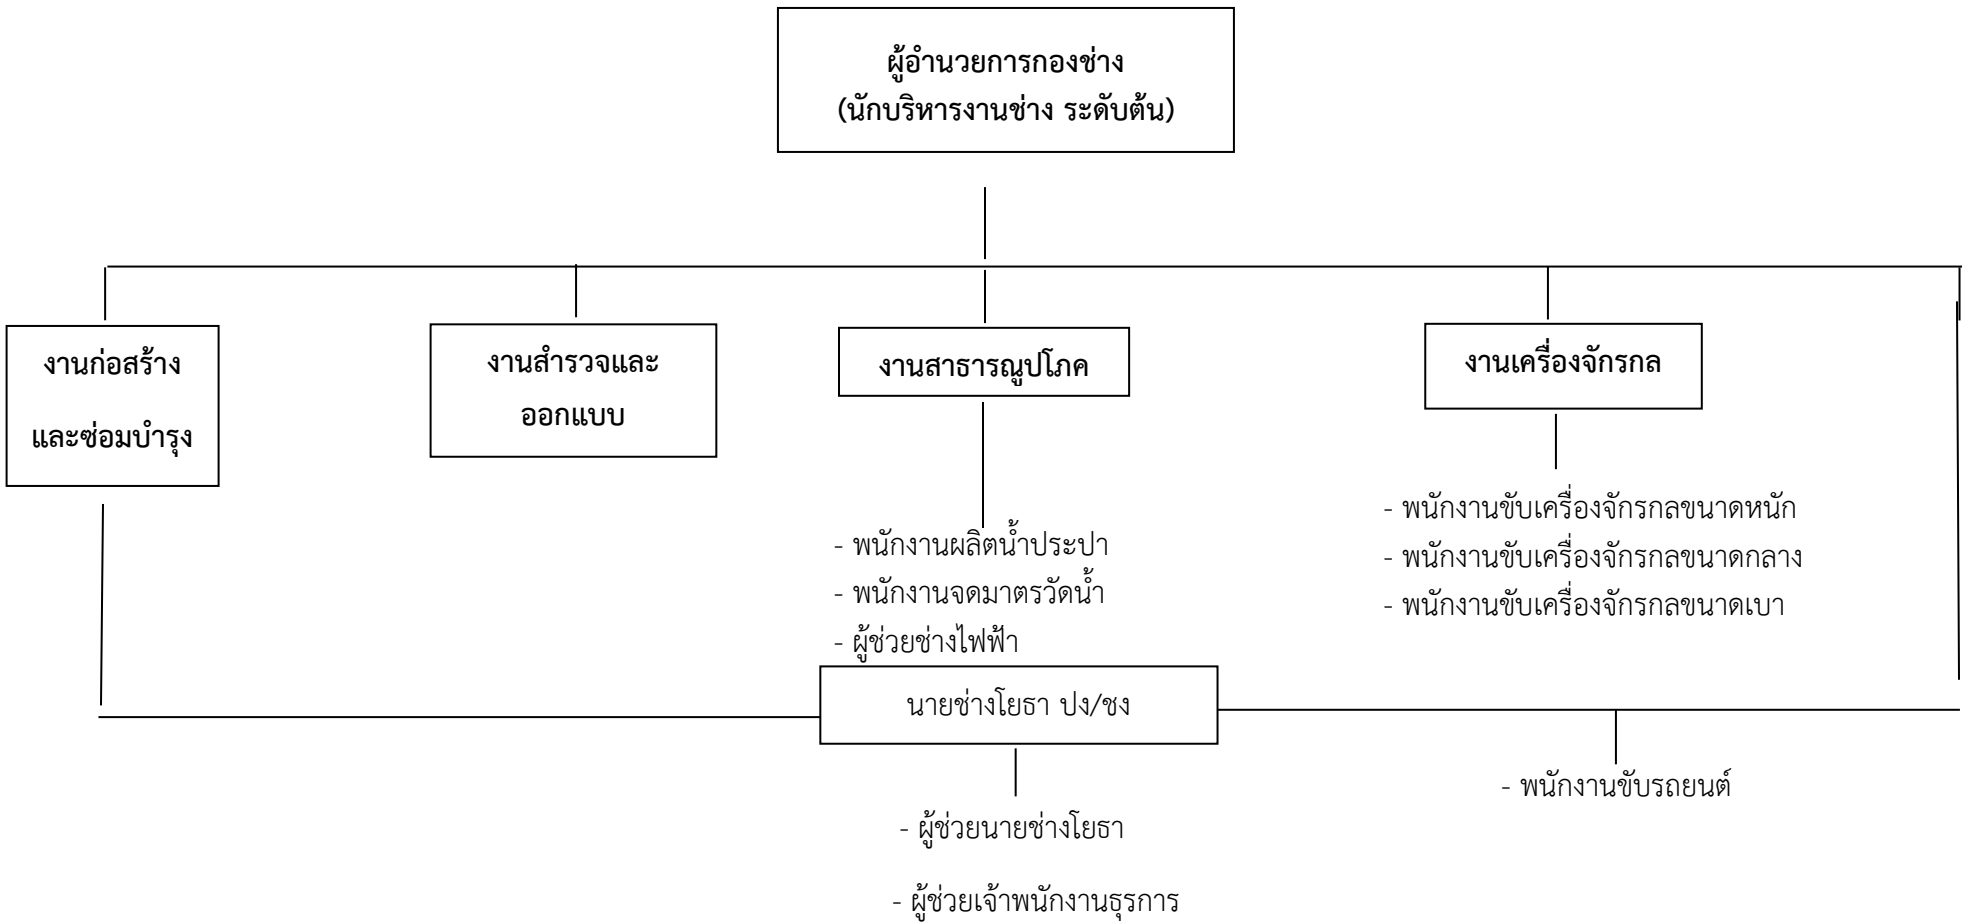 ผู้อำนวยการกองช่าง
(นักบริหารงานช่าง ระดับต้น)
งานก่อสร้าง
และซ่อมบำรุง
งานสำรวจและ
ออกแบบ
งานสาธารณูปโภค
งานเครื่องจักรกล
- พนักงานผลิตน้ำประปา
- พนักงานจดมาตรวัดน้ำ
- ผู้ช่วยช่างไฟฟ้า
- พนักงานขับเครื่องจักรกลขนาดหนัก
- พนักงานขับเครื่องจักรกลขนาดกลาง
- พนักงานขับเครื่องจักรกลขนาดเบา
นายช่างโยธา ปง/ชง
- พนักงานขับรถยนต์
- ผู้ช่วยนายช่างโยธา
- ผู้ช่วยเจ้าพนักงานธุรการ